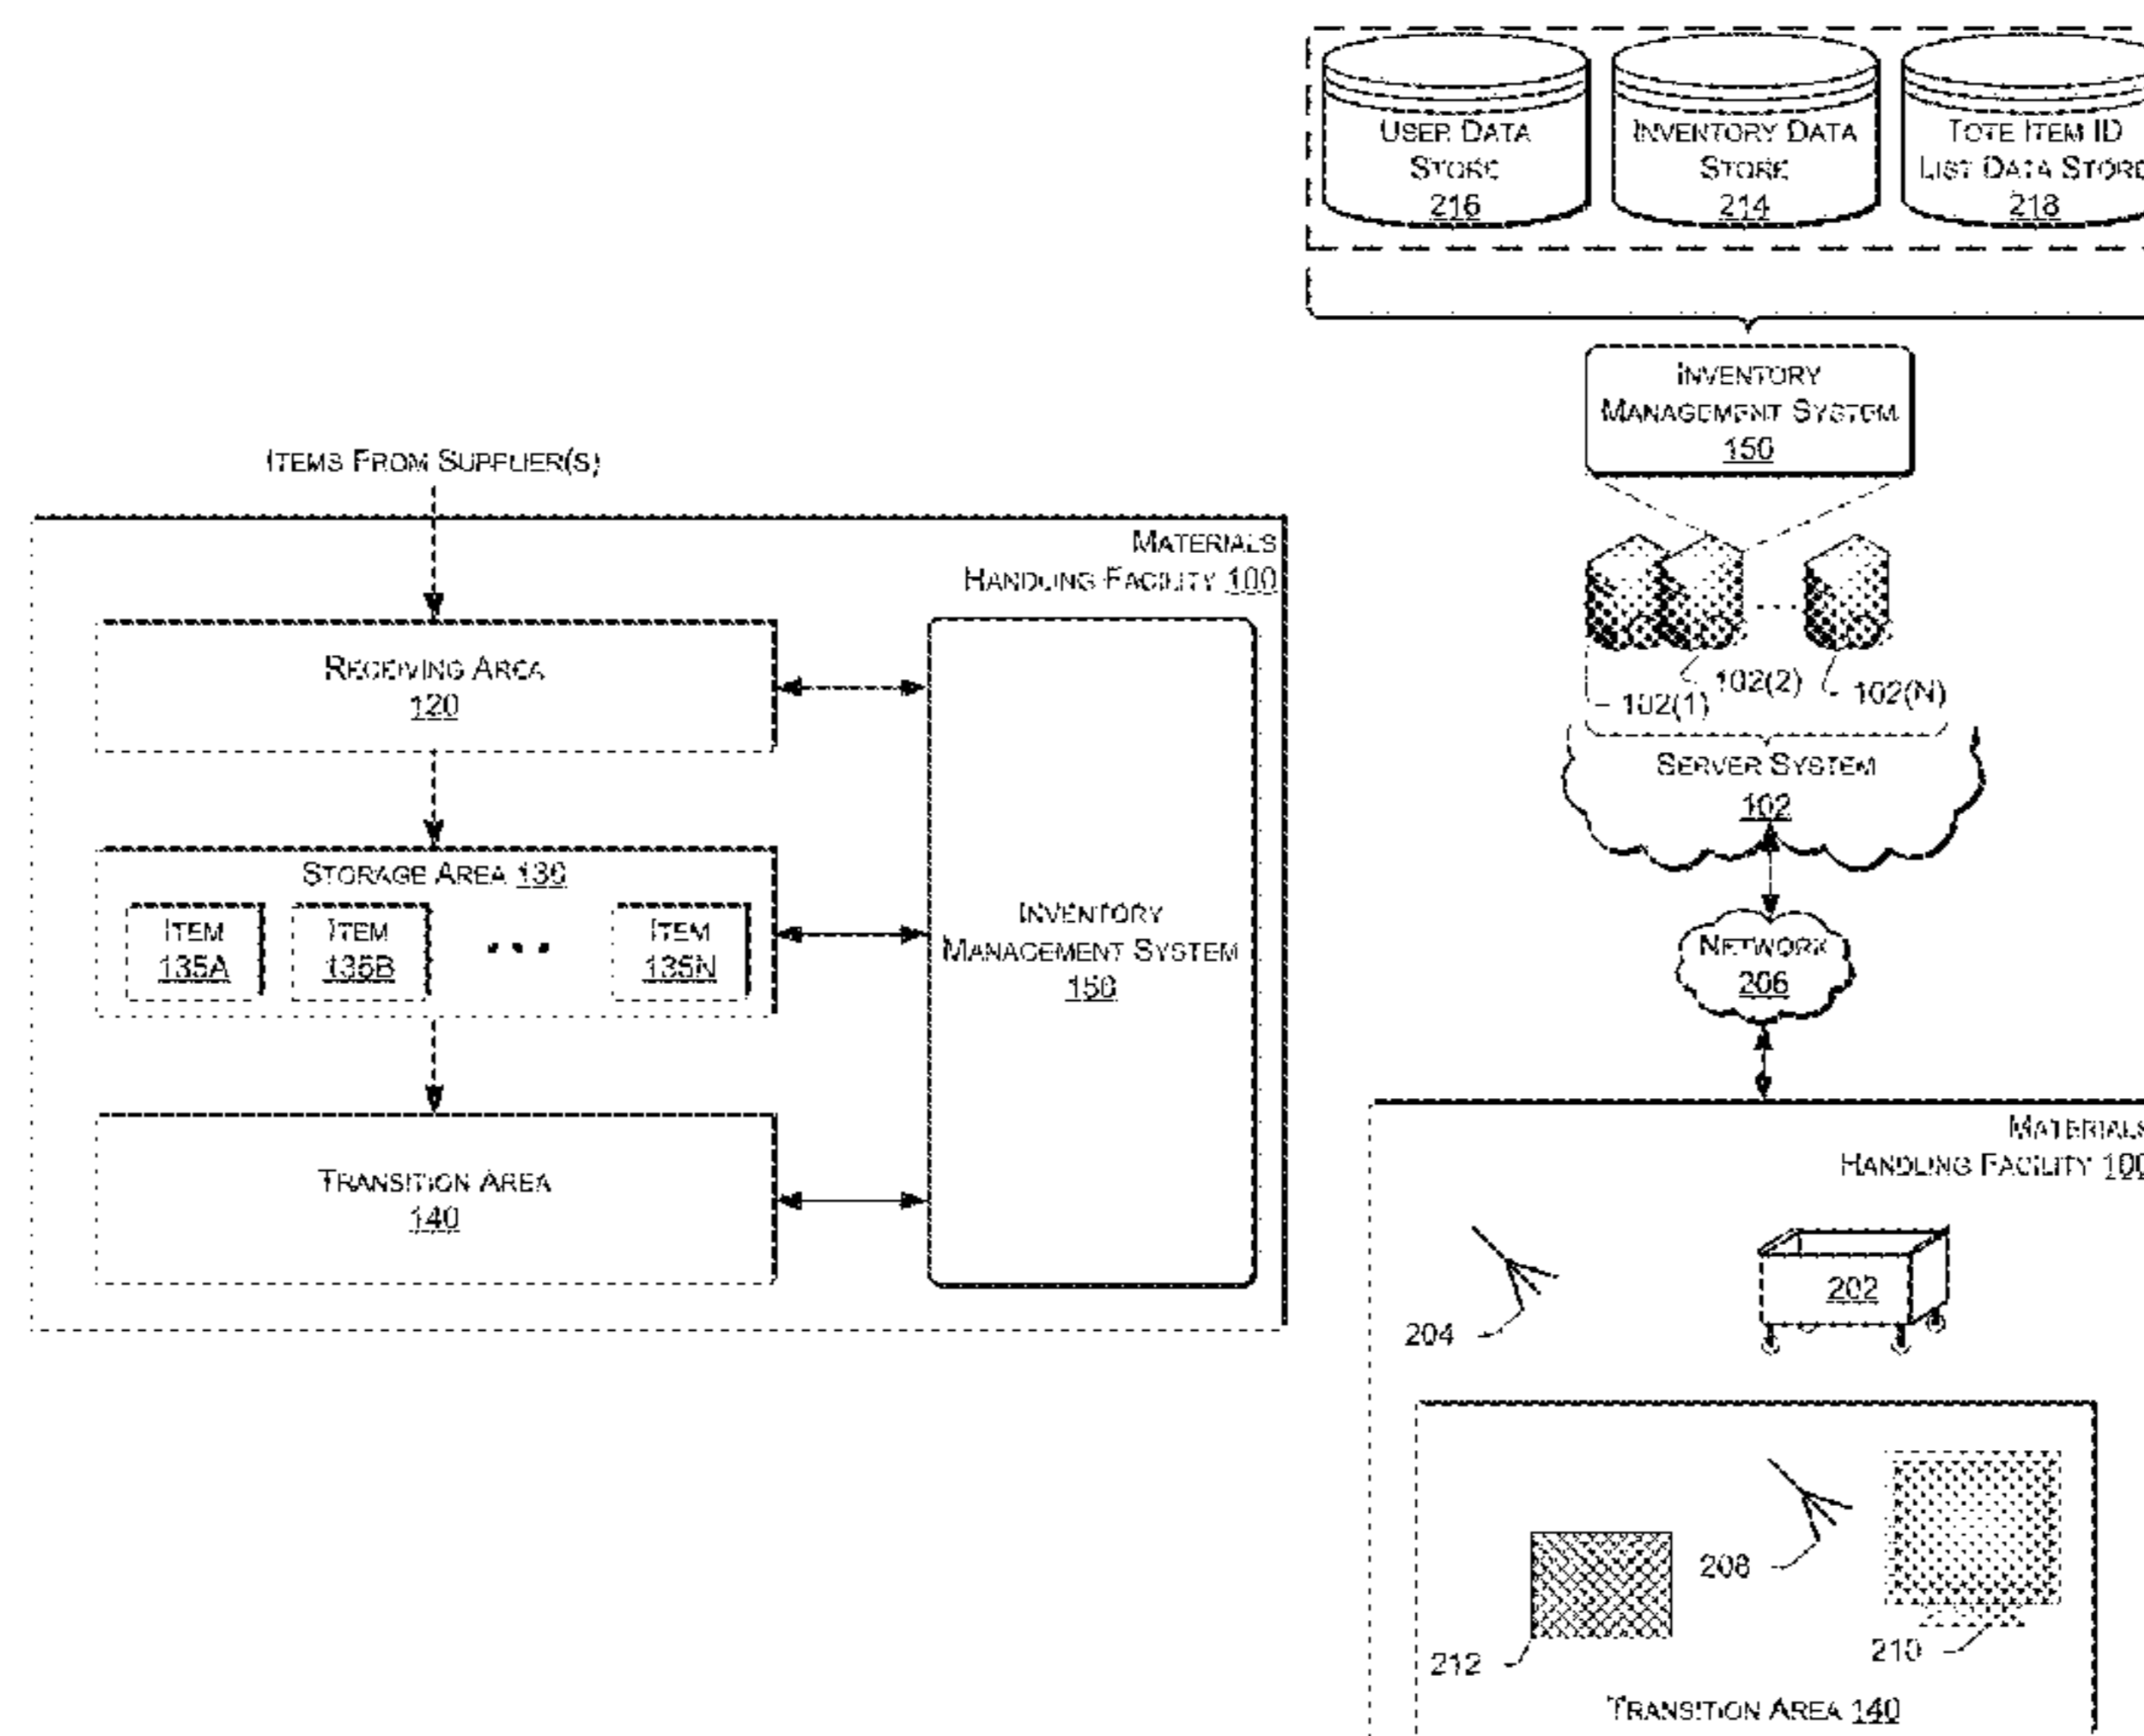 ITEMS FROM SUPPLIER(S)
MATERIALS
HANDLING FACILITY 100
RECEIVING AREA
120
STORAGE AREA 130
ITEM
135A
ITEM
135B
• • •
ITEM
135N
TRANSITION AREA
140
INVENTORY
MANAGEMENT SYSTEM
150
USER DATA
STORE
216
INVENTORY DATA
STORE
214
TOTE ITEM ID
LIST DATA STORE
218
INVENTORY
MANAGEMENT SYSTEM
150
102(1)
102(2)
102(N)
SERVER SYSTEM
102
NETWORK
206
MATERIALS
HANDLING FACILITY 100
204
202
208
212
210
TRANSITION AREA 140